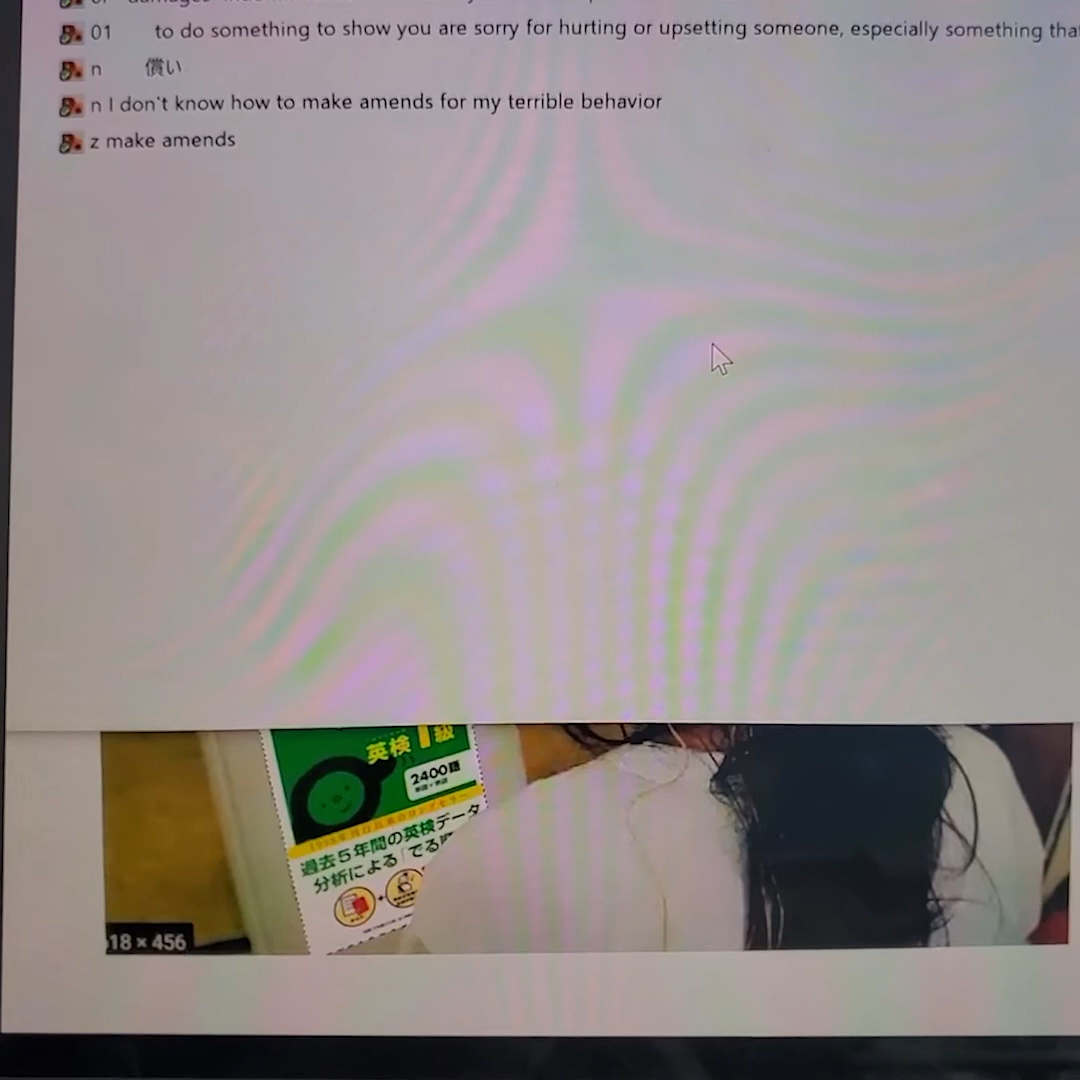 01 to do something to show you are sorry for hurting or upsetting someone, especially something that
n 償い
n I don't know how to make amends for my terrible behavior
z make amends
英検1級
2400語
過去5年間の英検データ
分析による「でる順
18 × 456